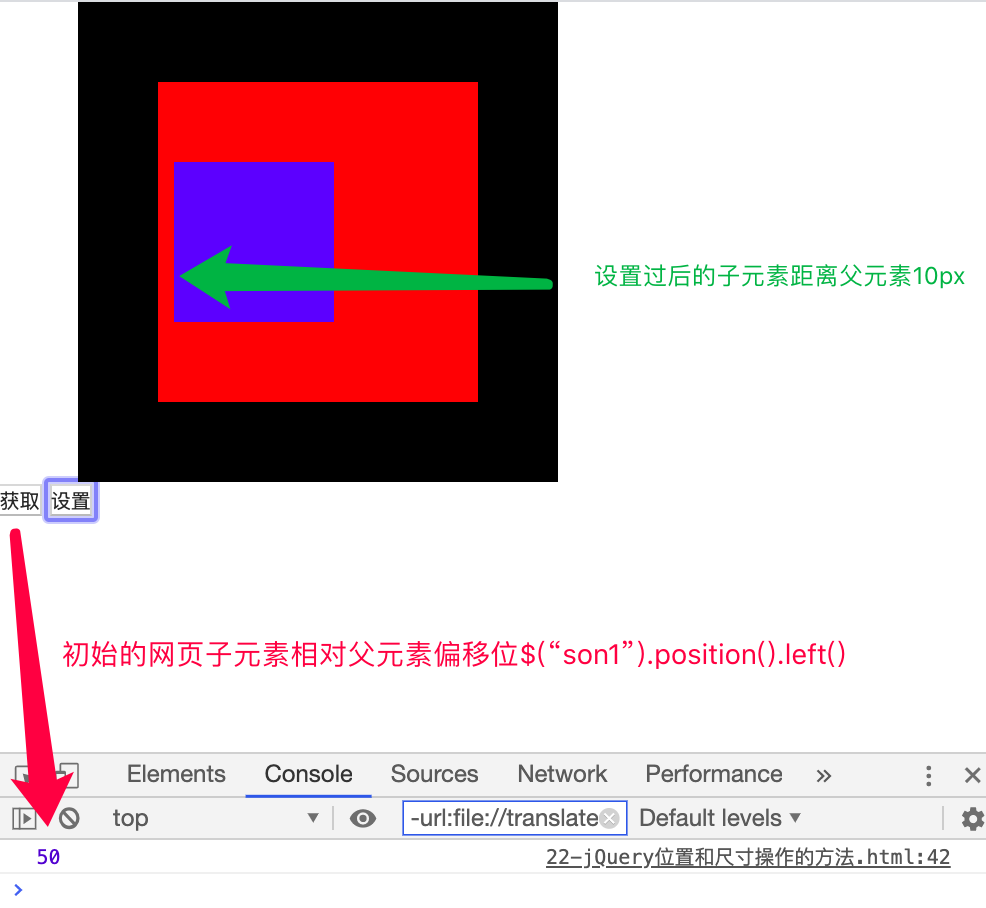 设置过后的子元素距离父元素10px
获取 设置
初始的网页子元素相对父元素偏移位$(“son1”).position().left()
Elements Console Sources Network Performance »
top -url:file://translate Default levels
50 22-jQuery位置和尺寸操作的方法.html:42